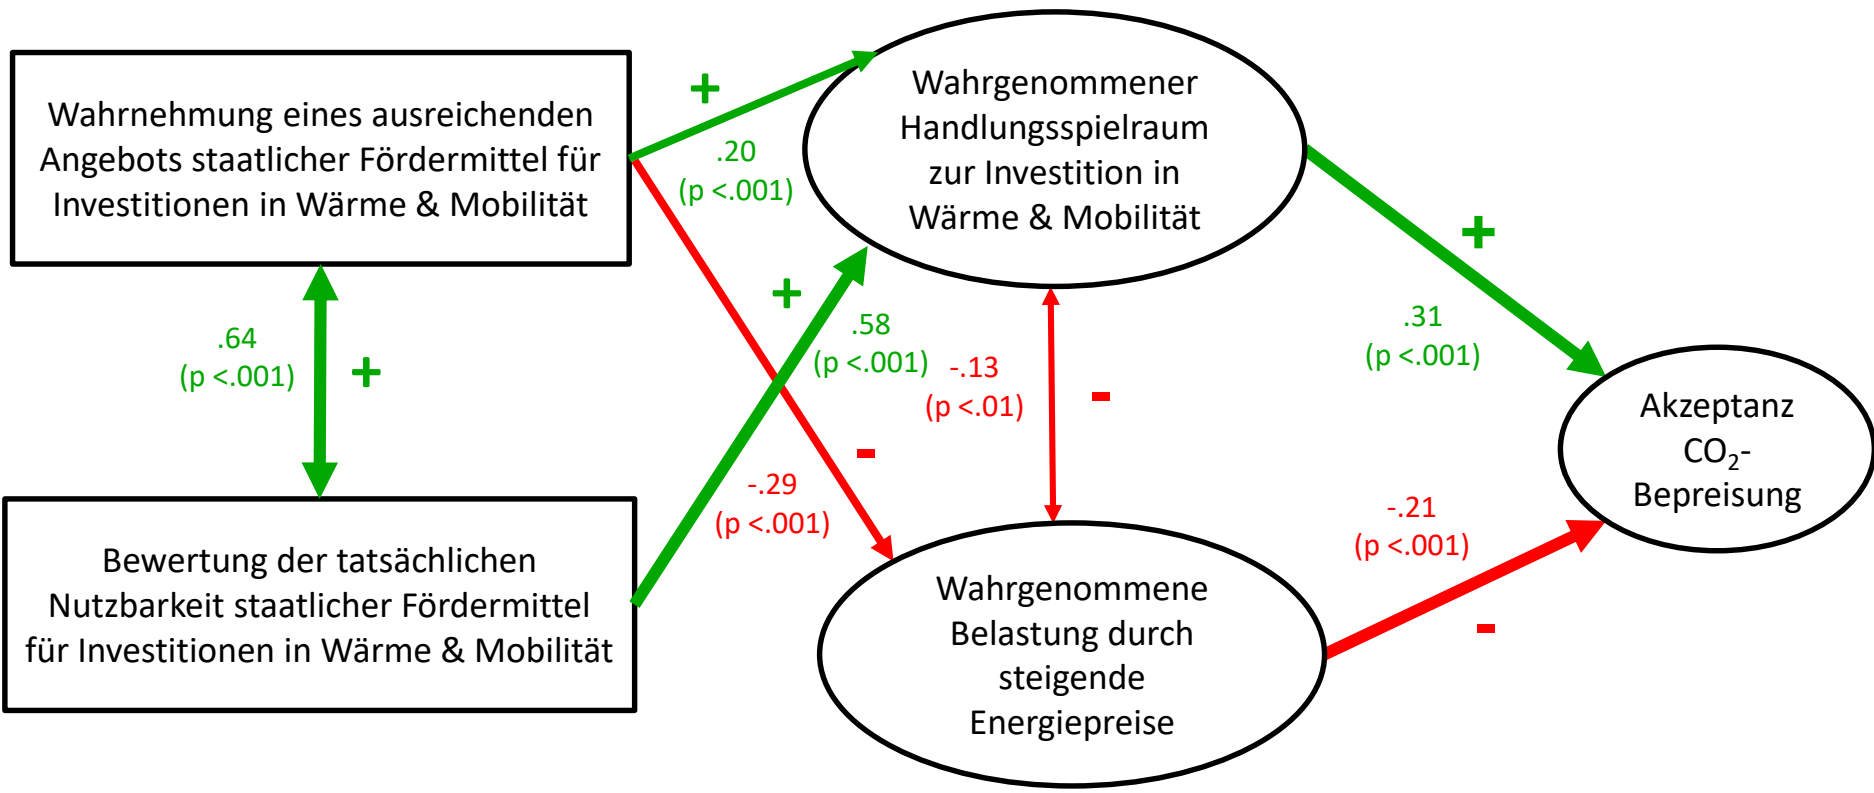 Wahrnehmung eines ausreichenden
Angebots staatlicher Fördermittel für
Investitionen in Wärme & Mobilität
+
.20
(p <.001)
Wahrgenommener
Handlungsspielraum
zur Investition in
Wärme & Mobilität
+
.31
(p <.001)
.64
(p <.001)
+
+
.58
(p <.001)
-.13
(p <.01)
-
-
-.29
(p <.001)
Akzeptanz
CO₂-
Bepreisung
-.21
(p <.001)
-
Bewertung der tatsächlichen
Nutzbarkeit staatlicher Fördermittel
für Investitionen in Wärme & Mobilität
Wahrgenommene
Belastung durch
steigende
Energiepreise